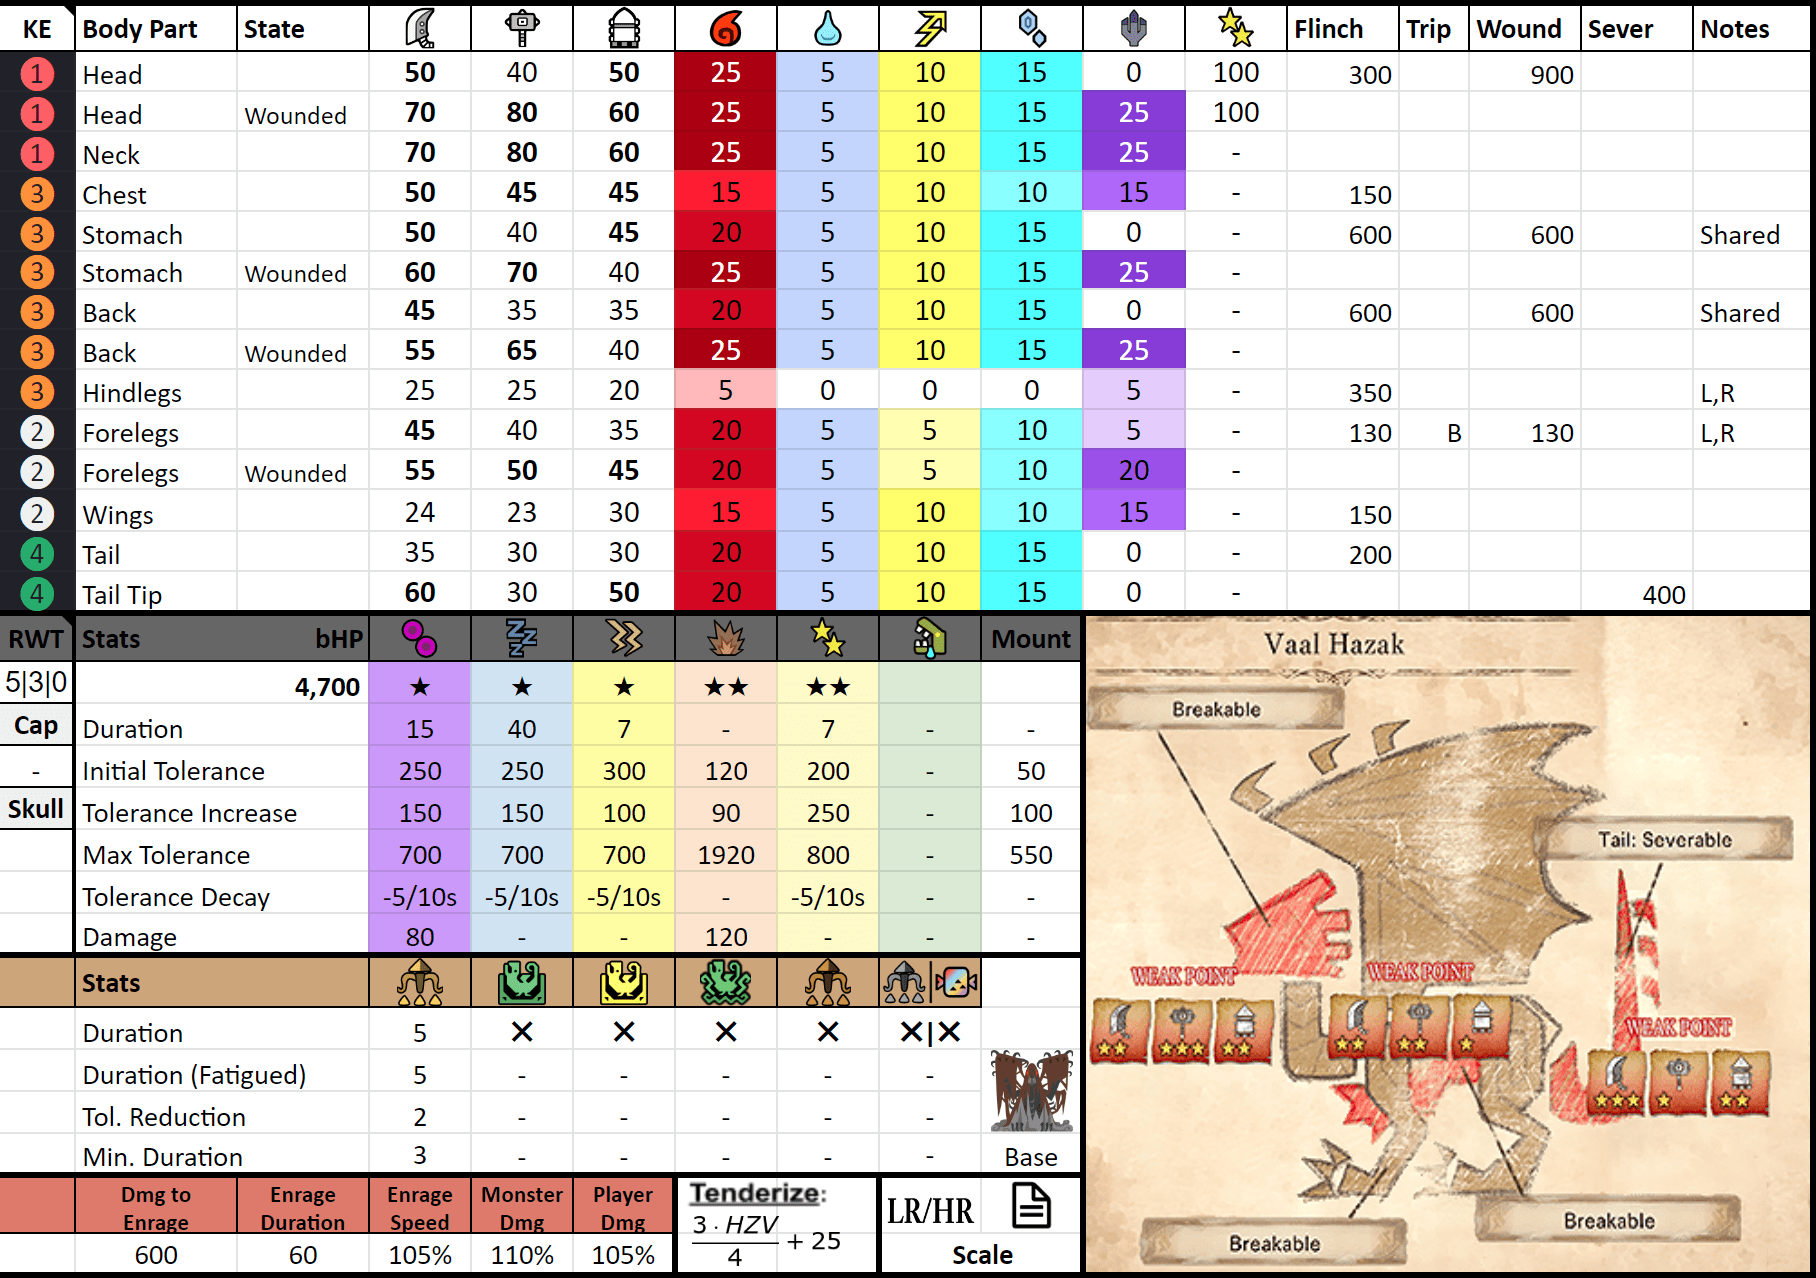 KE Body Part State Flinch Trip Wound Sever Notes
1 Head 50 40 50 25 5 10 15 0 100 300 900
1 Head Wounded 70 80 60 25 5 10 15 25 100
1 Neck 70 80 60 25 5 10 15 25 -
3 Chest 50 45 45 15 5 10 10 15 - 150
3 Stomach 50 40 45 20 5 10 15 0 - 600 600 Shared
3 Stomach Wounded 60 70 40 25 5 10 15 25 -
3 Back 45 35 35 20 5 10 15 0 - 600 600 Shared
3 Back Wounded 55 65 40 25 5 10 15 25 -
3 Hindlegs 25 25 20 5 0 0 0 5 - 350 L,R
2 Forelegs 45 40 35 20 5 5 10 5 - 130 B 130 L,R
2 Forelegs Wounded 55 50 45 20 5 5 10 20 -
2 Wings 24 23 30 15 5 10 10 15 - 150
4 Tail 35 30 30 20 5 10 15 0 - 200
4 Tail Tip 60 30 50 20 5 10 15 0 - 400
RWT Stats bHP Mount
5|3|0 4,700 ★ ★ ★ ★★ ★★
Cap Duration 15 40 7 - 7 - -
- Initial Tolerance 250 250 300 120 200 - 50
Skull Tolerance Increase 150 150 100 90 250 - 100
Max Tolerance 700 700 700 1920 800 - 550
Tolerance Decay -5/10s -5/10s -5/10s - -5/10s - -
Damage 80 - - 120 - - -
Stats
Duration 5 ✕ ✕ ✕ ✕ ✕|✕
Duration (Fatigued) 5 - - - - -
Tol. Reduction 2 - - - - -
Min. Duration 3 - - - - - Base
Dmg to Enrage Enrage Duration Enrage Speed Monster Dmg Player Dmg
600 60 105% 110% 105%
Tenderize:
3 · HZV
4
+ 25
LR/HR
Scale
Vaal Hazak
Breakable
Tail: Severable
WEAK POINT
WEAK POINT
WEAK POINT
Breakable
Breakable